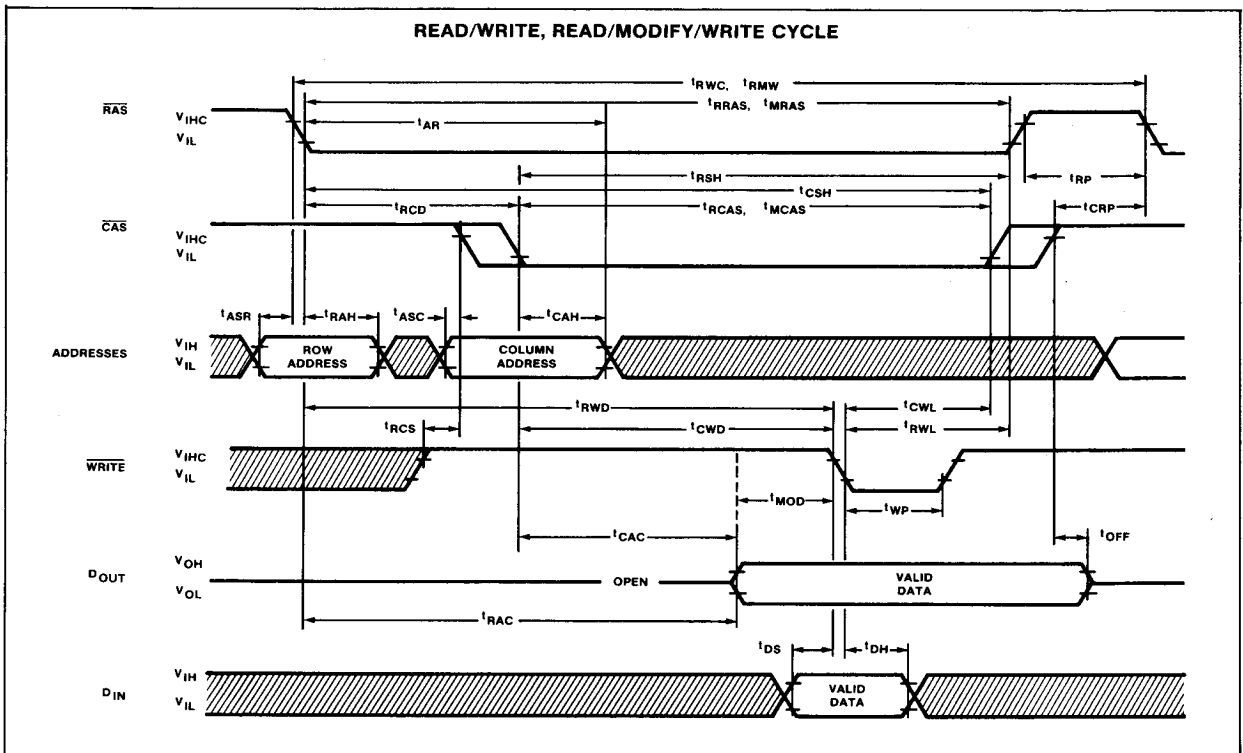 READ/WRITE, READ/MODIFY/WRITE CYCLE
tRWC, tRMW
tRRAS, tMRAS
RAS
VIHC
VIL
tAR
tRSH
tRP
tCSH
tRCD
tRCAS, tMCAS
tCRP
CAS
VIHC
VIL
tASR
tRAH
tASC
tCAH
ADDRESSES
VIH
VIL
ROW
ADDRESS
COLUMN
ADDRESS
tRWD
tCWL
tRCS
tCWD
tRWL
WRITE
VIHC
VIL
tMOD
tWP
tCAC
tOFF
DOUT
VOH
VOL
OPEN
VALID
DATA
tRAC
tDS
tDH
DIN
VIH
VIL
VALID
DATA